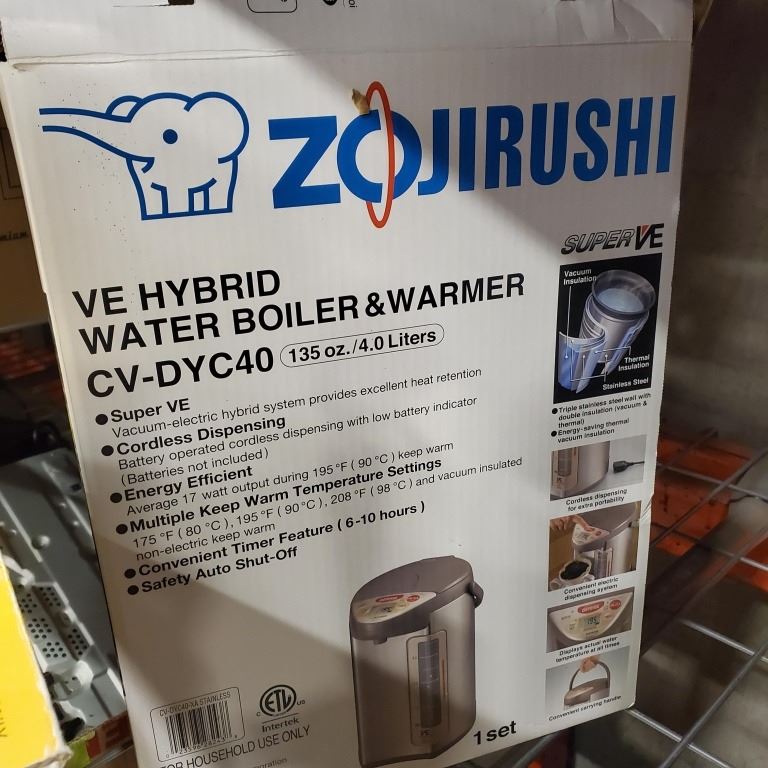 ZOJIRUSHI
SUPER VE
VE HYBRID
WATER BOILER & WARMER
CV-DYC40 135 oz./4.0 Liters
●Super VE
Vacuum-electric hybrid system provides excellent heat retention
●Cordless Dispensing
Battery operated cordless dispensing with low battery indicator
(Batteries not included)
●Energy Efficient
Average 17 watt output during 195 °F ( 90 °C ) keep warm
●Multiple Keep Warm Temperature Settings
175 °F ( 80 °C ), 195 °F ( 90 °C ), 208 °F ( 98 °C ) and vacuum insulated
non-electric keep warm
●Convenient Timer Feature ( 6-10 hours )
●Safety Auto Shut-Off
Vacuum
Insulation
Thermal
Insulation
Stainless Steel
●Triple stainless steel wall with
double insulation (vacuum &
thermal)
●Energy-saving thermal
vacuum insulation
Cordless dispensing
for extra portability
Convenient electric
dispensing system
Displays actual water
temperature at all times
Convenient carrying handle
CV-DYC40-XA STAINLESS
C ETL US
Intertek
FOR HOUSEHOLD USE ONLY
1 set